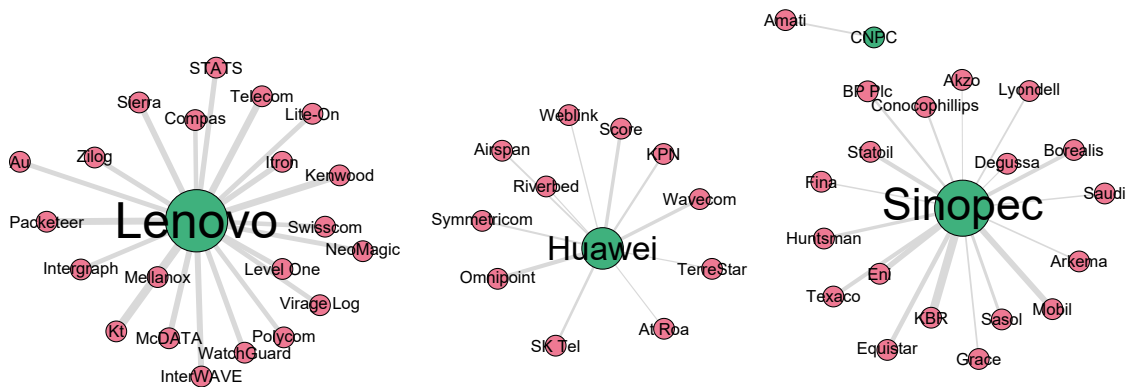 STATS
Sierra
Telecom
Compas
Lite-On
Au
Zilog
Itron
Kenwood
Packeteer
Lenovo
Swisscom
NeoMagic
Intergraph
Mellanox
Level One
Virage Log
Kt
McDATA
Polycom
WatchGuard
InterWAVE
Weblink
Score
Airspan
KPN
Riverbed
Wavecom
Symmetricom
Huawei
Omnipoint
TerreStar
At Roa
SK Tel
Amati
CNPC
Akzo
BP Plc
Conocophillips
Lyondell
Statoil
Degussa
Borealis
Fina
Sinopec
Saudi
Huntsman
Eni
Arkema
Texaco
KBR
Sasol
Mobil
Equistar
Grace